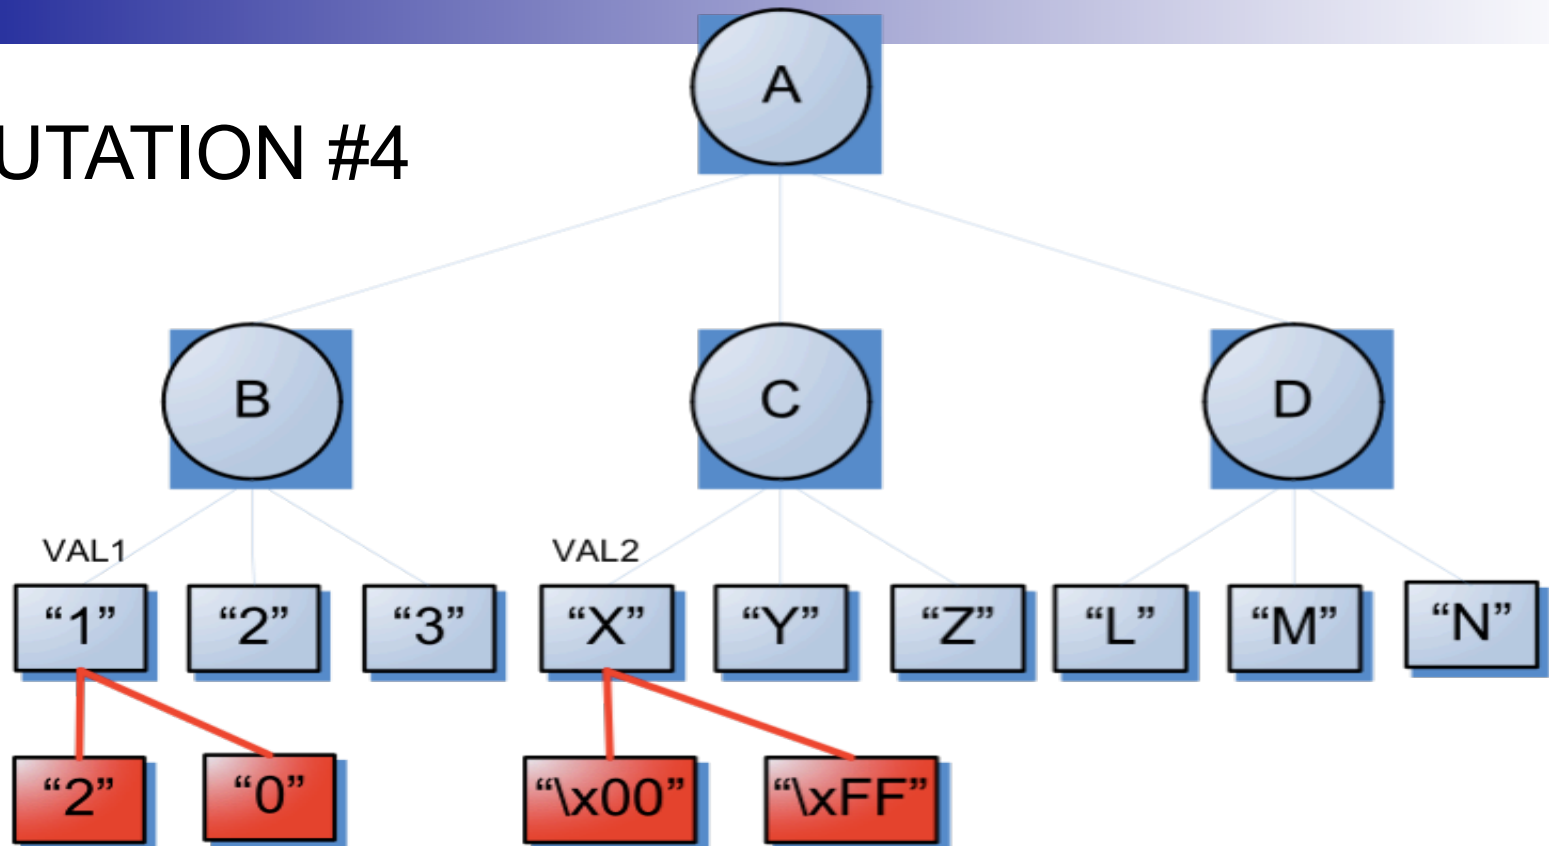 A
UTATION #4
B C D
VAL1 VAL2
“1” “2” “3” “X” “Y” “Z” “L” “M” “N”
“2” “0” “\x00” “\xFF”